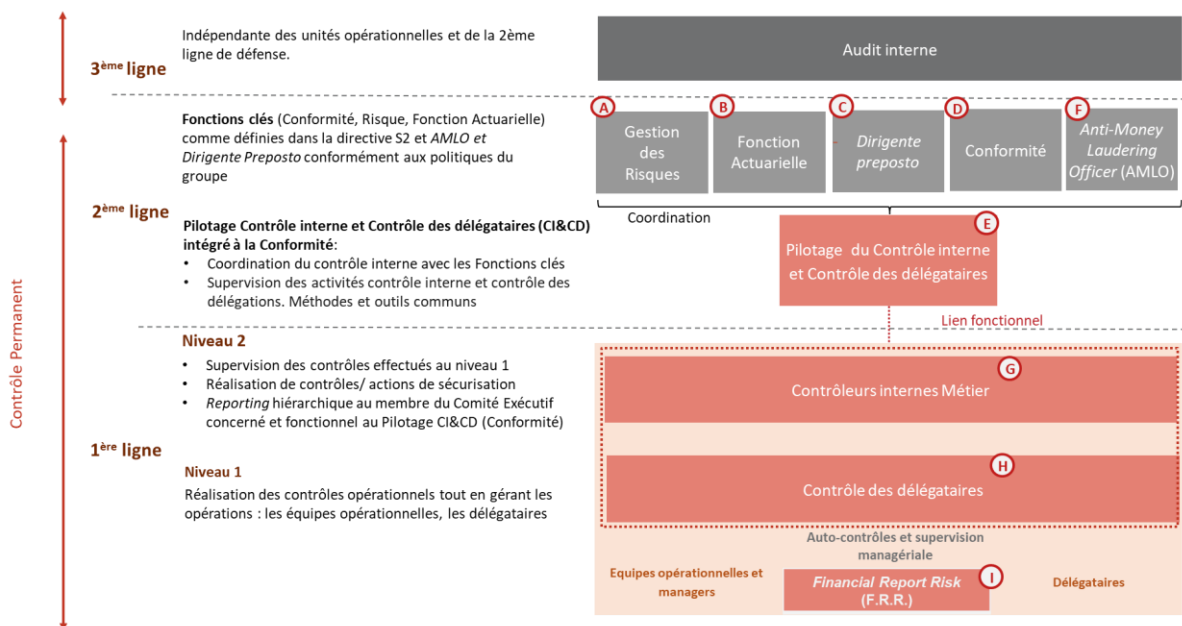 Indépendante des unités opérationnelles et de la 2ème
ligne de défense.
3ème ligne
Audit interne
Fonctions clés (Conformité, Risque, Fonction Actuarielle)
comme définies dans la directive S2 et AMLO et
Dirigente Preposto conformément aux politiques du
groupe
A
Gestion
des
Risques
B
Fonction
Actuarielle
C
Dirigente
preposto
D
Conformité
F
Anti-Money
Laudering
Officer (AMLO)
2ème ligne
Coordination
Pilotage Contrôle interne et Contrôle des délégataires (CI&CD)
intégré à la Conformité:
• Coordination du contrôle interne avec les Fonctions clés
• Supervision des activités contrôle interne et contrôle des
délégations. Méthodes et outils communs
E
Pilotage du Contrôle interne
et Contrôle des délégataires
Lien fonctionnel
Contrôle Permanent
Niveau 2
• Supervision des contrôles effectués au niveau 1
• Réalisation de contrôles/ actions de sécurisation
• Reporting hiérarchique au membre du Comité Exécutif
concerné et fonctionnel au Pilotage CI&CD (Conformité)
G
Contrôleurs internes Métier
1ère ligne
Niveau 1
Réalisation des contrôles opérationnels tout en gérant les
opérations : les équipes opérationnelles, les délégataires
H
Contrôle des délégataires
Auto-contrôles et supervision
managériale
Equipes opérationnelles et
managers
I
Financial Report Risk
(F.R.R.)
Délégataires